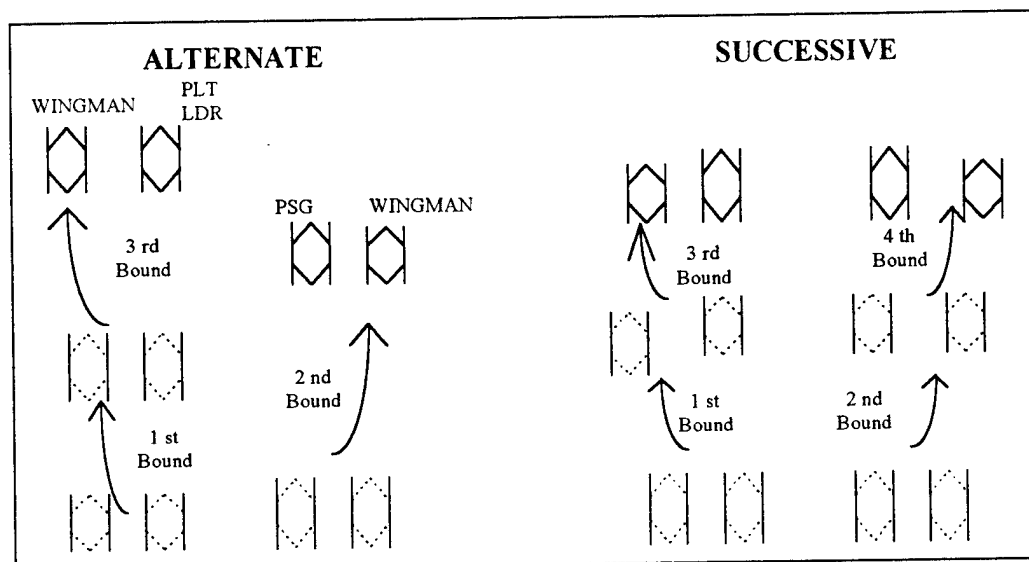 ALTERNATE
WINGMAN
PLT
LDR
PSG
WINGMAN
3 rd
Bound
2 nd
Bound
1 st
Bound
SUCCESSIVE
3 rd
Bound
4 th
Bound
1 st
Bound
2 nd
Bound